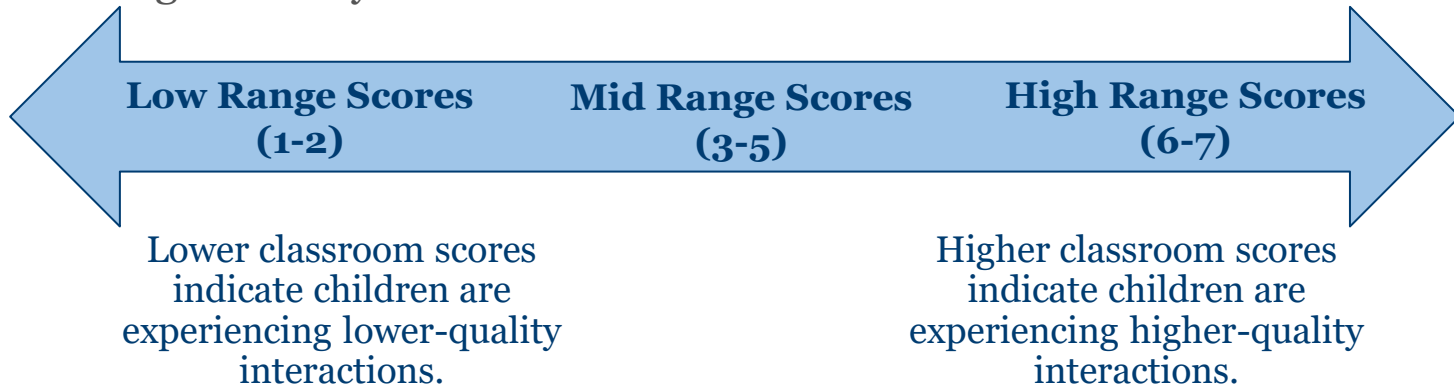 Low Range Scores
(1-2)
Mid Range Scores
(3-5)
High Range Scores
(6-7)
Lower classroom scores
indicate children are
experiencing lower-quality
interactions.
Higher classroom scores
indicate children are
experiencing higher-quality
interactions.